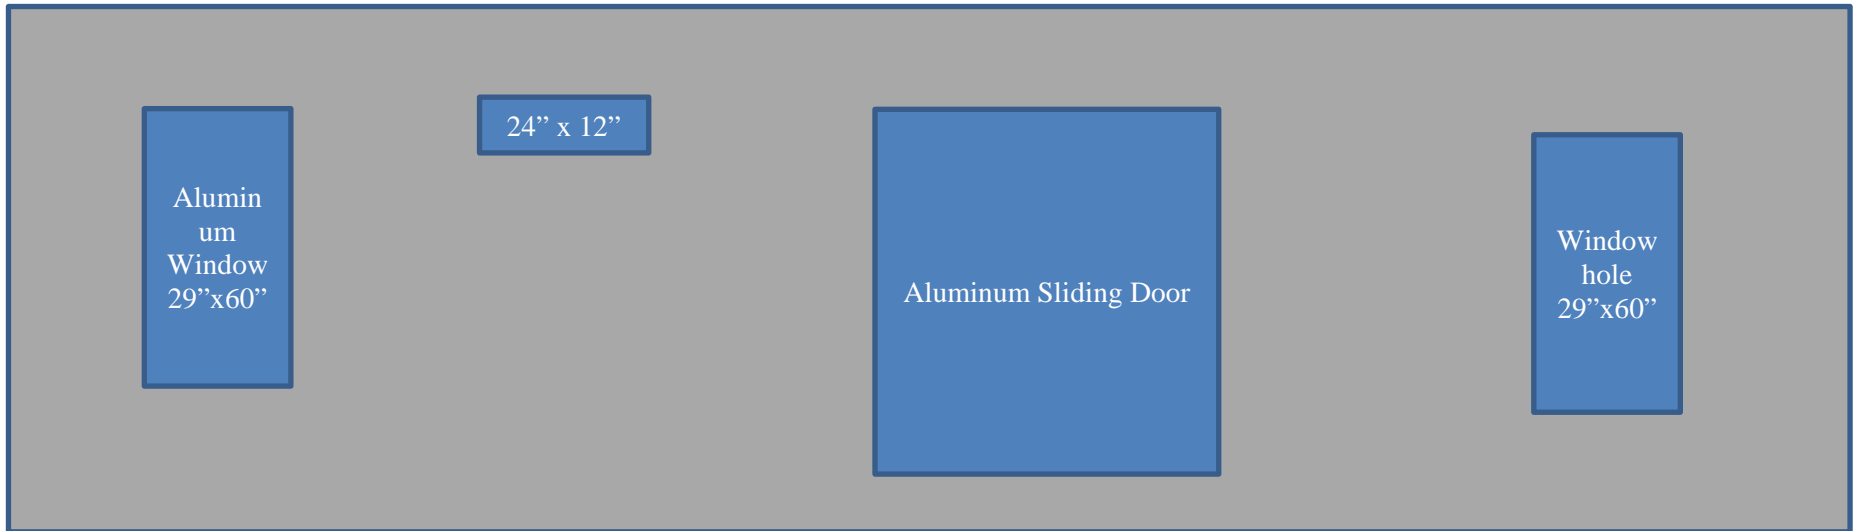 Alumin
um
Window
29”x60”
24” x 12”
Aluminum Sliding Door
Window
hole
29”x60”